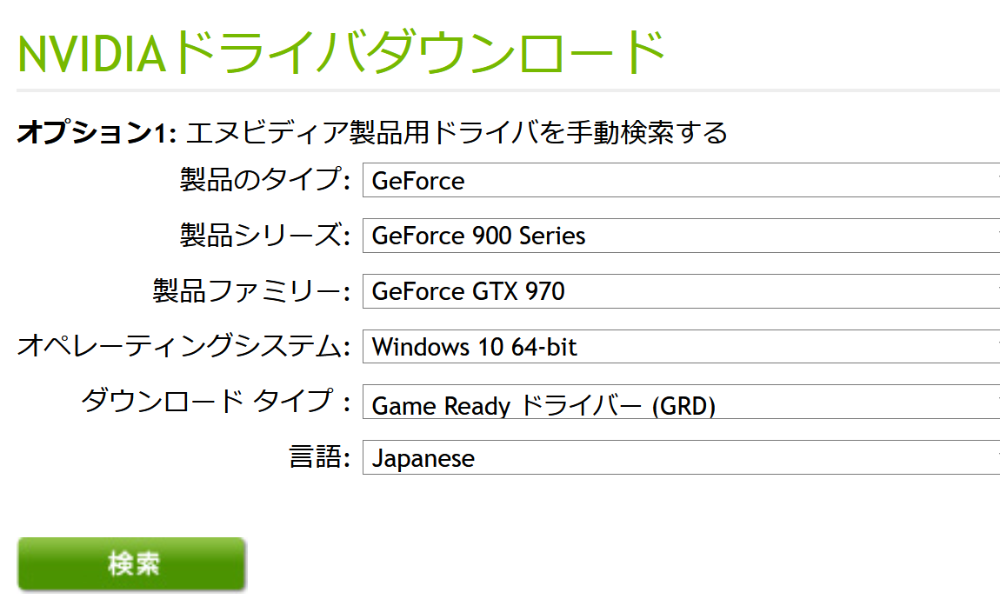 NVIDIAドライバダウンロード
オプション1: エヌビディア製品用ドライバを手動検索する
製品のタイプ: GeForce
製品シリーズ: GeForce 900 Series
製品ファミリー: GeForce GTX 970
オペレーティングシステム: Windows 10 64-bit
ダウンロード タイプ : Game Ready ドライバー (GRD)
言語: Japanese
検索